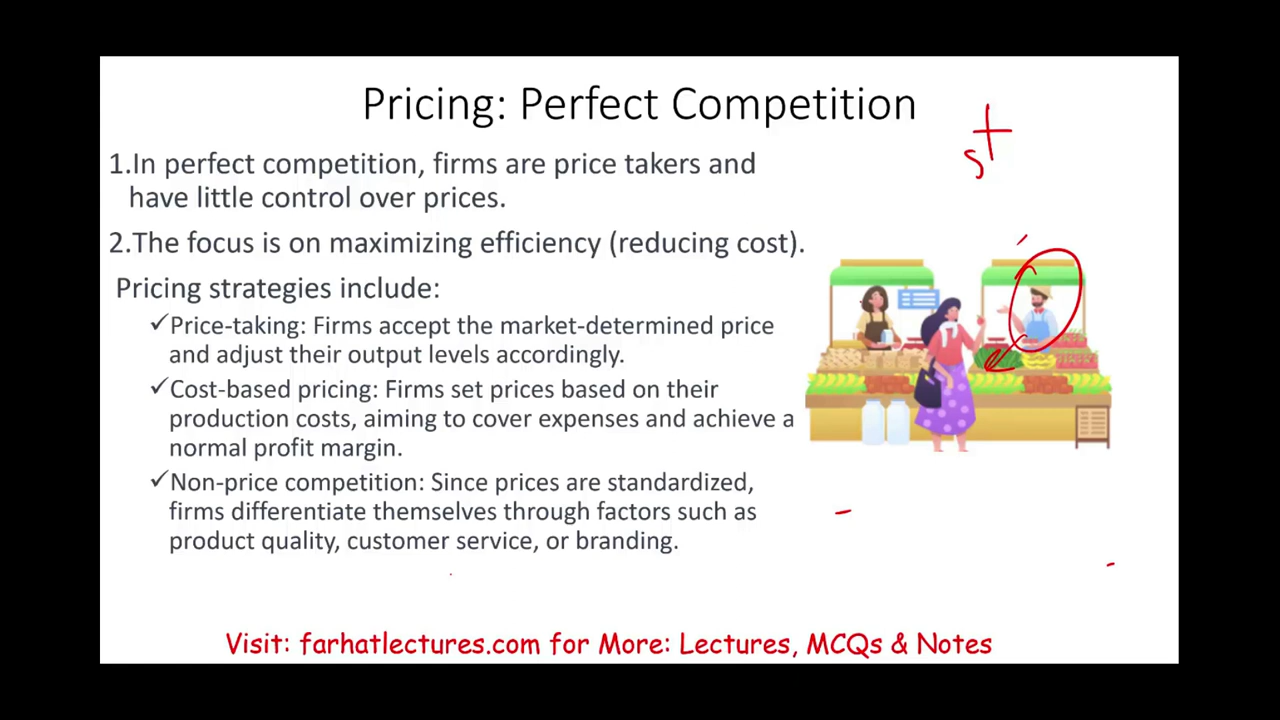 Pricing: Perfect Competition
1.In perfect competition, firms are price takers and
have little control over prices.
2.The focus is on maximizing efficiency (reducing cost).
Pricing strategies include:
✓Price-taking: Firms accept the market-determined price
and adjust their output levels accordingly.
✓Cost-based pricing: Firms set prices based on their
production costs, aiming to cover expenses and achieve a
normal profit margin.
✓Non-price competition: Since prices are standardized,
firms differentiate themselves through factors such as
product quality, customer service, or branding.
Visit: farhatlectures.com for More: Lectures, MCQs & Notes